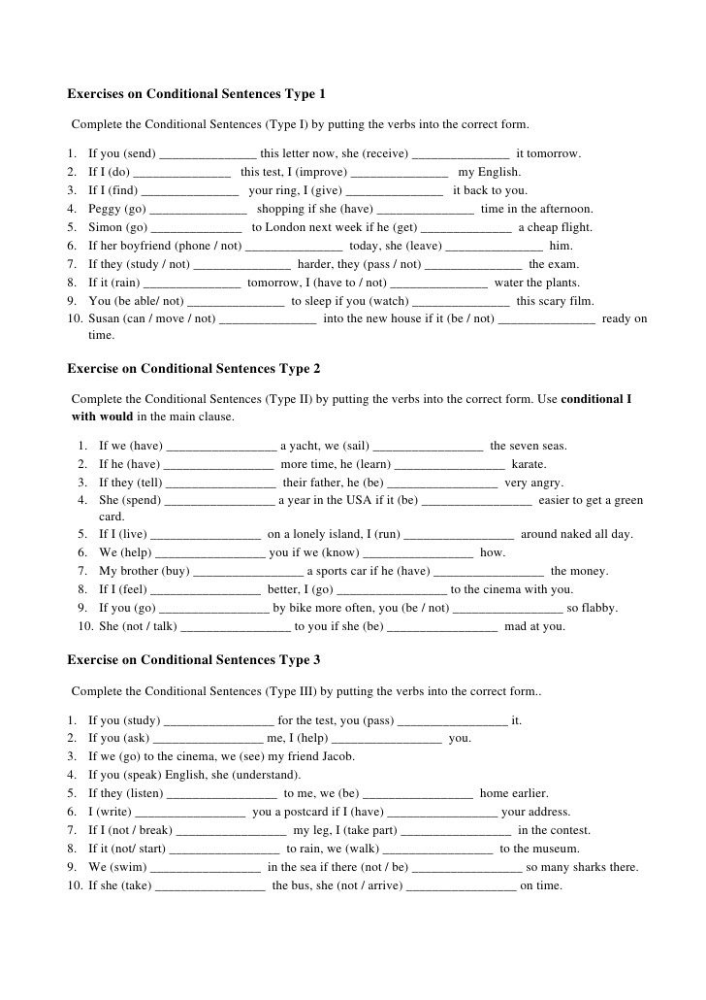 Exercises on Conditional Sentences Type 1
Complete the Conditional Sentences (Type I) by putting the verbs into the correct form.
1. If you (send) _______________ this letter now, she (receive) _______________ it tomorrow.
2. If I (do) _______________ this test, I (improve) _______________ my English.
3. If I (find) _______________ your ring, I (give) _______________ it back to you.
4. Peggy (go) _______________ shopping if she (have) _______________ time in the afternoon.
5. Simon (go) ______________ to London next week if he (get) ______________ a cheap flight.
6. If her boyfriend (phone / not) _______________ today, she (leave) _______________ him.
7. If they (study / not) _______________ harder, they (pass / not) _______________ the exam.
8. If it (rain) _______________ tomorrow, I (have to / not) _______________ water the plants.
9. You (be able/ not) _______________ to sleep if you (watch) _______________ this scary film.
10. Susan (can / move / not) _______________ into the new house if it (be / not) _______________ ready on
time.
Exercise on Conditional Sentences Type 2
Complete the Conditional Sentences (Type II) by putting the verbs into the correct form. Use conditional I
with would in the main clause.
1. If we (have) _________________ a yacht, we (sail) _________________ the seven seas.
2. If he (have) _________________ more time, he (learn) _________________ karate.
3. If they (tell) _________________ their father, he (be) _________________ very angry.
4. She (spend) _________________ a year in the USA if it (be) _________________ easier to get a green
card.
5. If I (live) _________________ on a lonely island, I (run) _________________ around naked all day.
6. We (help) _________________ you if we (know) _________________ how.
7. My brother (buy) _________________ a sports car if he (have) _________________ the money.
8. If I (feel) _________________ better, I (go) _________________ to the cinema with you.
9. If you (go) _________________ by bike more often, you (be / not) _________________ so flabby.
10. She (not / talk) _________________ to you if she (be) _________________ mad at you.
Exercise on Conditional Sentences Type 3
Complete the Conditional Sentences (Type III) by putting the verbs into the correct form..
1. If you (study) _________________ for the test, you (pass) _________________ it.
2. If you (ask) _________________ me, I (help) _________________ you.
3. If we (go) to the cinema, we (see) my friend Jacob.
4. If you (speak) English, she (understand).
5. If they (listen) _________________ to me, we (be) _________________ home earlier.
6. I (write) _________________ you a postcard if I (have) _________________ your address.
7. If I (not / break) _________________ my leg, I (take part) _________________ in the contest.
8. If it (not/ start) _________________ to rain, we (walk) _________________ to the museum.
9. We (swim) _________________ in the sea if there (not / be) _________________ so many sharks there.
10. If she (take) _________________ the bus, she (not / arrive) _________________ on time.